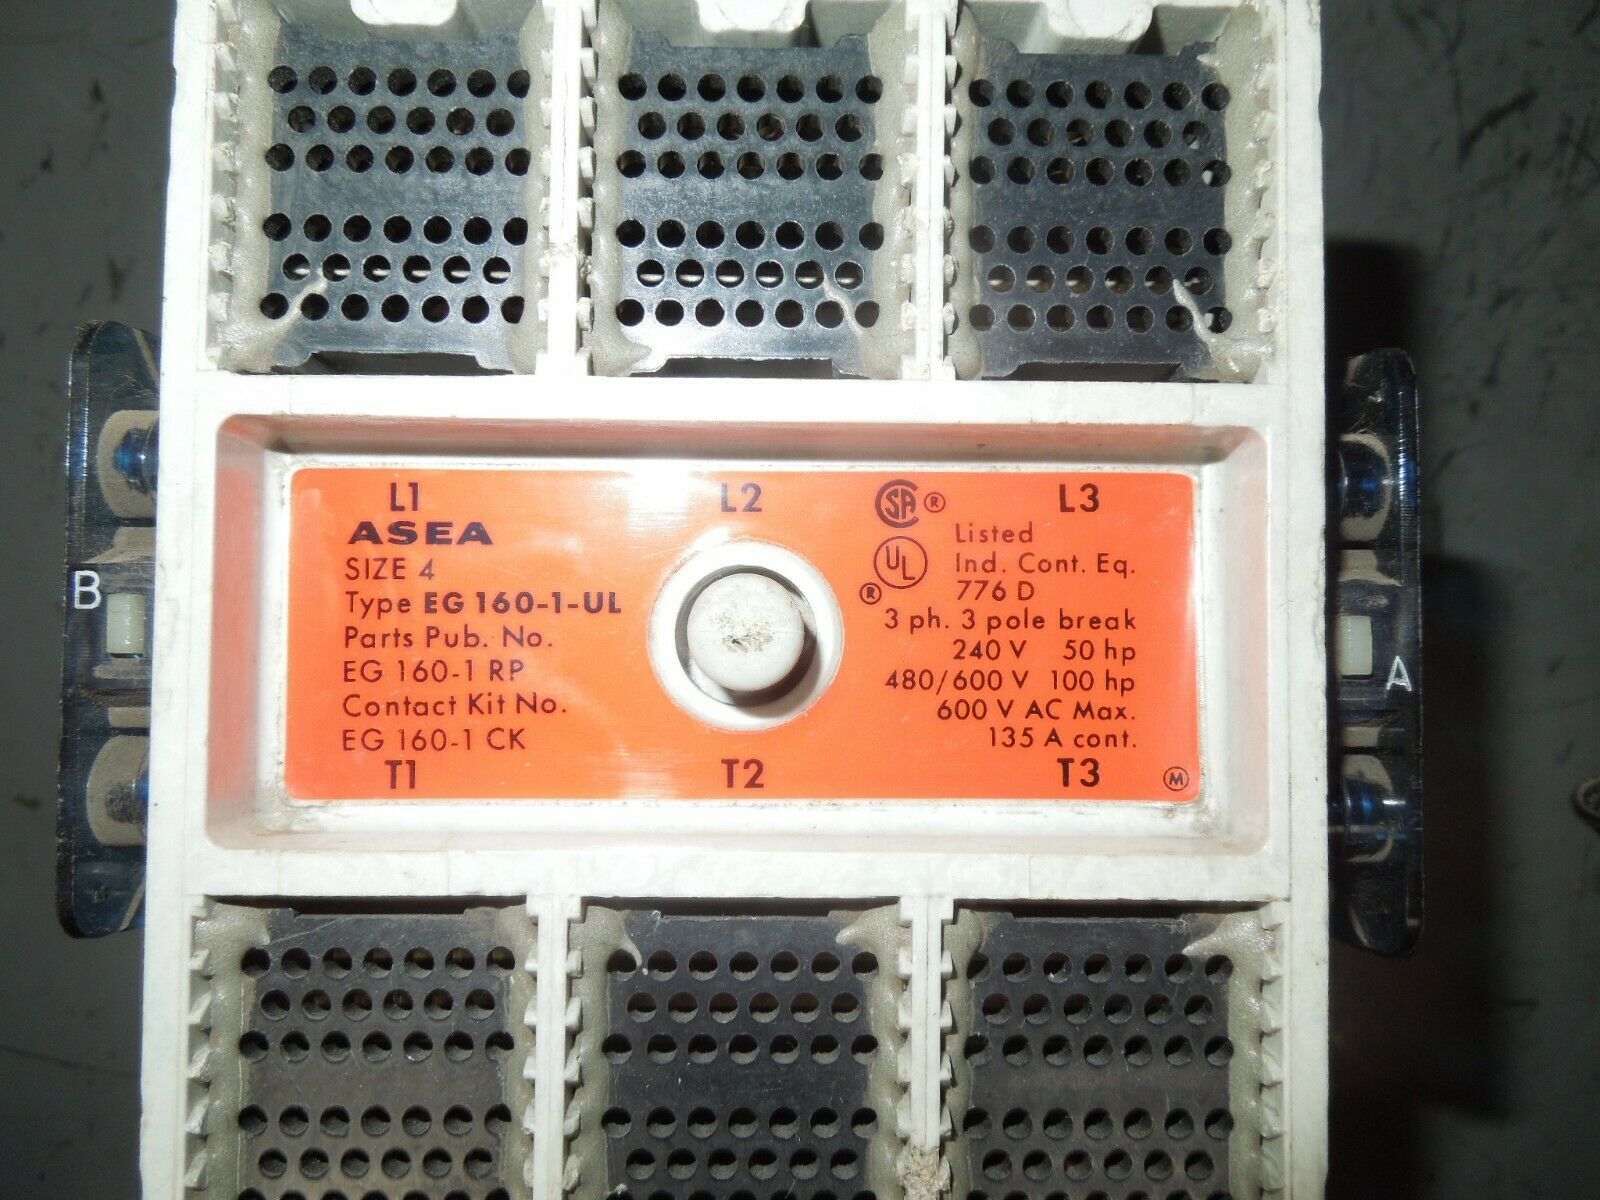 L1 L2 L3
ASEA
SIZE 4
Type EG 160-1-UL
Parts Pub. No.
EG 160-1 RP
Contact Kit No.
EG 160-1 CK
SA ®
UL ®
Listed
Ind. Cont. Eq.
776 D
3 ph. 3 pole break
240 V 50 hp
480/600 V 100 hp
600 V AC Max.
135 A cont.
T1 T2 T3
M
B
A